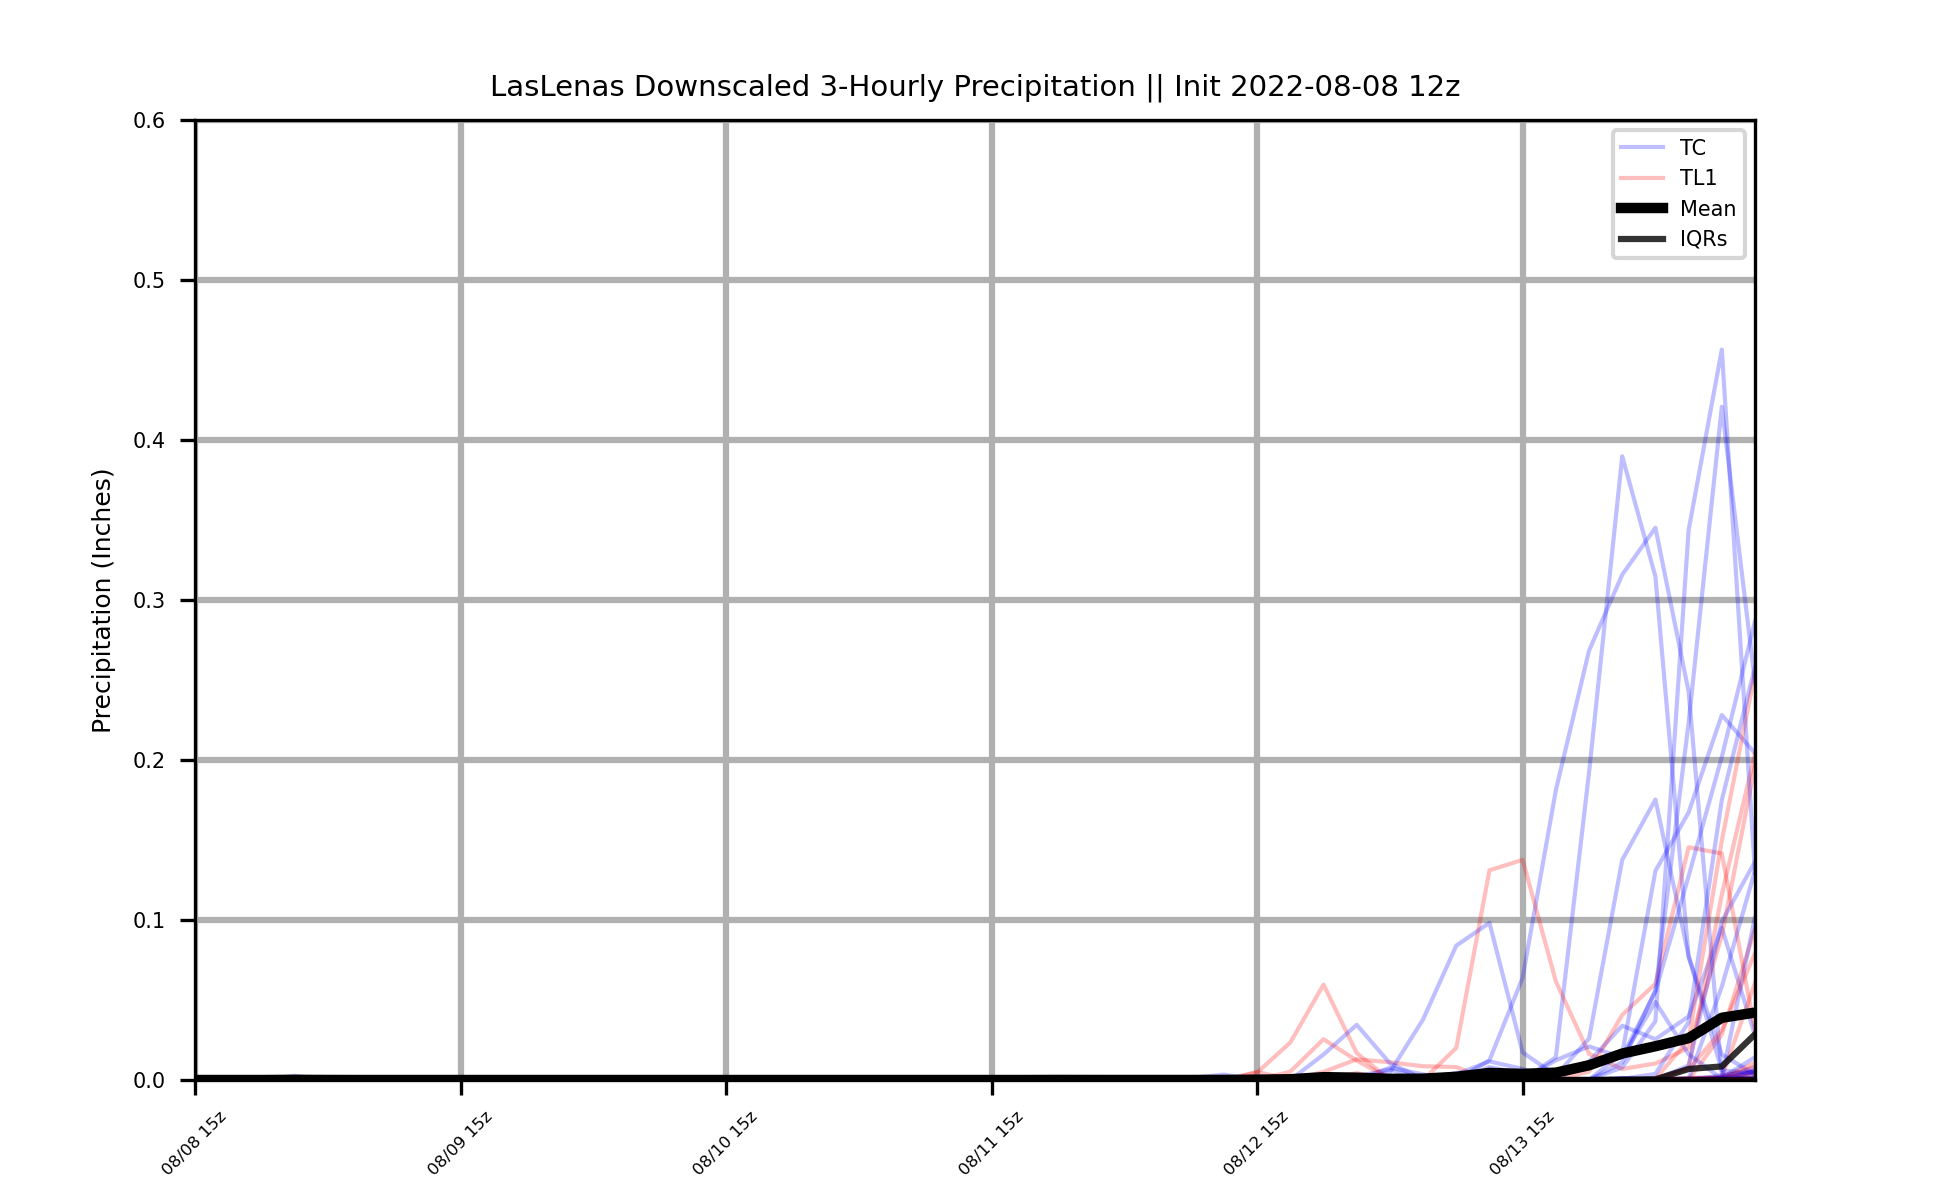 LasLenas Downscaled 3-Hourly Precipitation || Init 2022-08-08 12z
TC
TL1
Mean
IQRs
Precipitation (Inches)
0.6
0.5
0.4
0.3
0.2
0.1
0.0
08/08 15z
08/09 15z
08/10 15z
08/11 15z
08/12 15z
08/13 15z